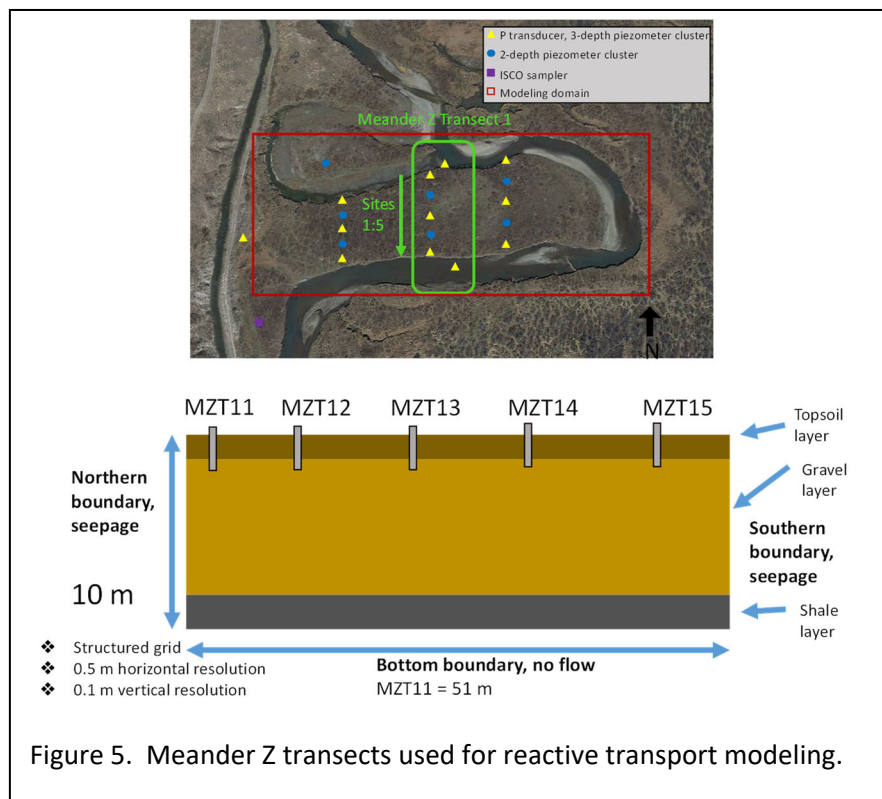 P transducer, 3-depth piezometer cluster
2-depth piezometer cluster
ISCO sampler
Modeling domain
Meander Z Transect 1
Sites
1:5
N
MZT11 MZT12 MZT13 MZT14 MZT15
Topsoil
layer
Gravel
layer
Northern
boundary,
seepage
Southern
boundary,
seepage
10 m
Shale
layer
❖ Structured grid
❖ 0.5 m horizontal resolution
❖ 0.1 m vertical resolution
Bottom boundary, no flow
MZT11 = 51 m
Figure 5. Meander Z transects used for reactive transport modeling.